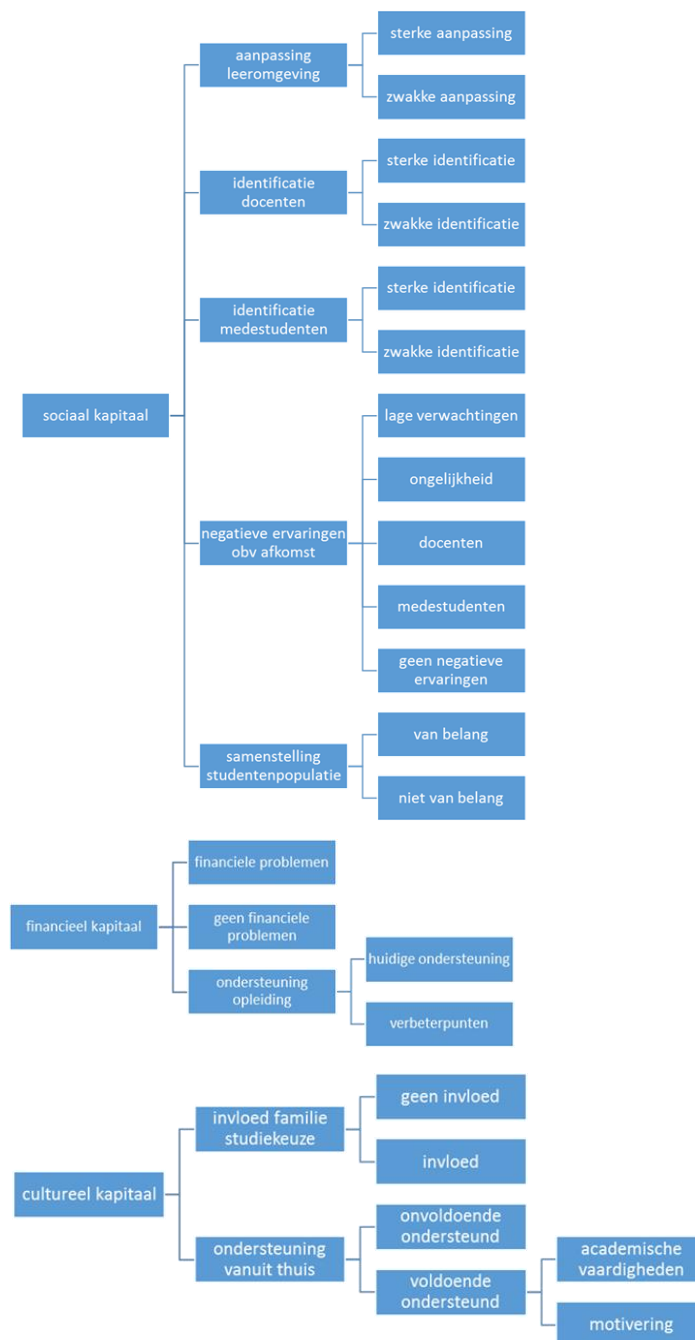 sterke aanpassing
aanpassing
leeromgeving
zwakke aanpassing
sterke identificatie
identificatie
docenten
zwakke identificatie
sterke identificatie
identificatie
medestudenten
zwakke identificatie
sociaal kapitaal
lage verwachtingen
ongelijkheid
negatieve ervaringen
obv afkomst
docenten
medestudenten
geen negatieve
ervaringen
van belang
samenstelling
studentenpopulatie
niet van belang
financiele problemen
financieel kapitaal
geen financiele
problemen
huidige ondersteuning
ondersteuning
opleiding
verbeterpunten
geen invloed
invloed familie
studiekeuze
invloed
cultureel kapitaal
onvoldoende
ondersteund
ondersteuning
vanuit thuis
voldoende
ondersteund
academische
vaardigheden
motivering